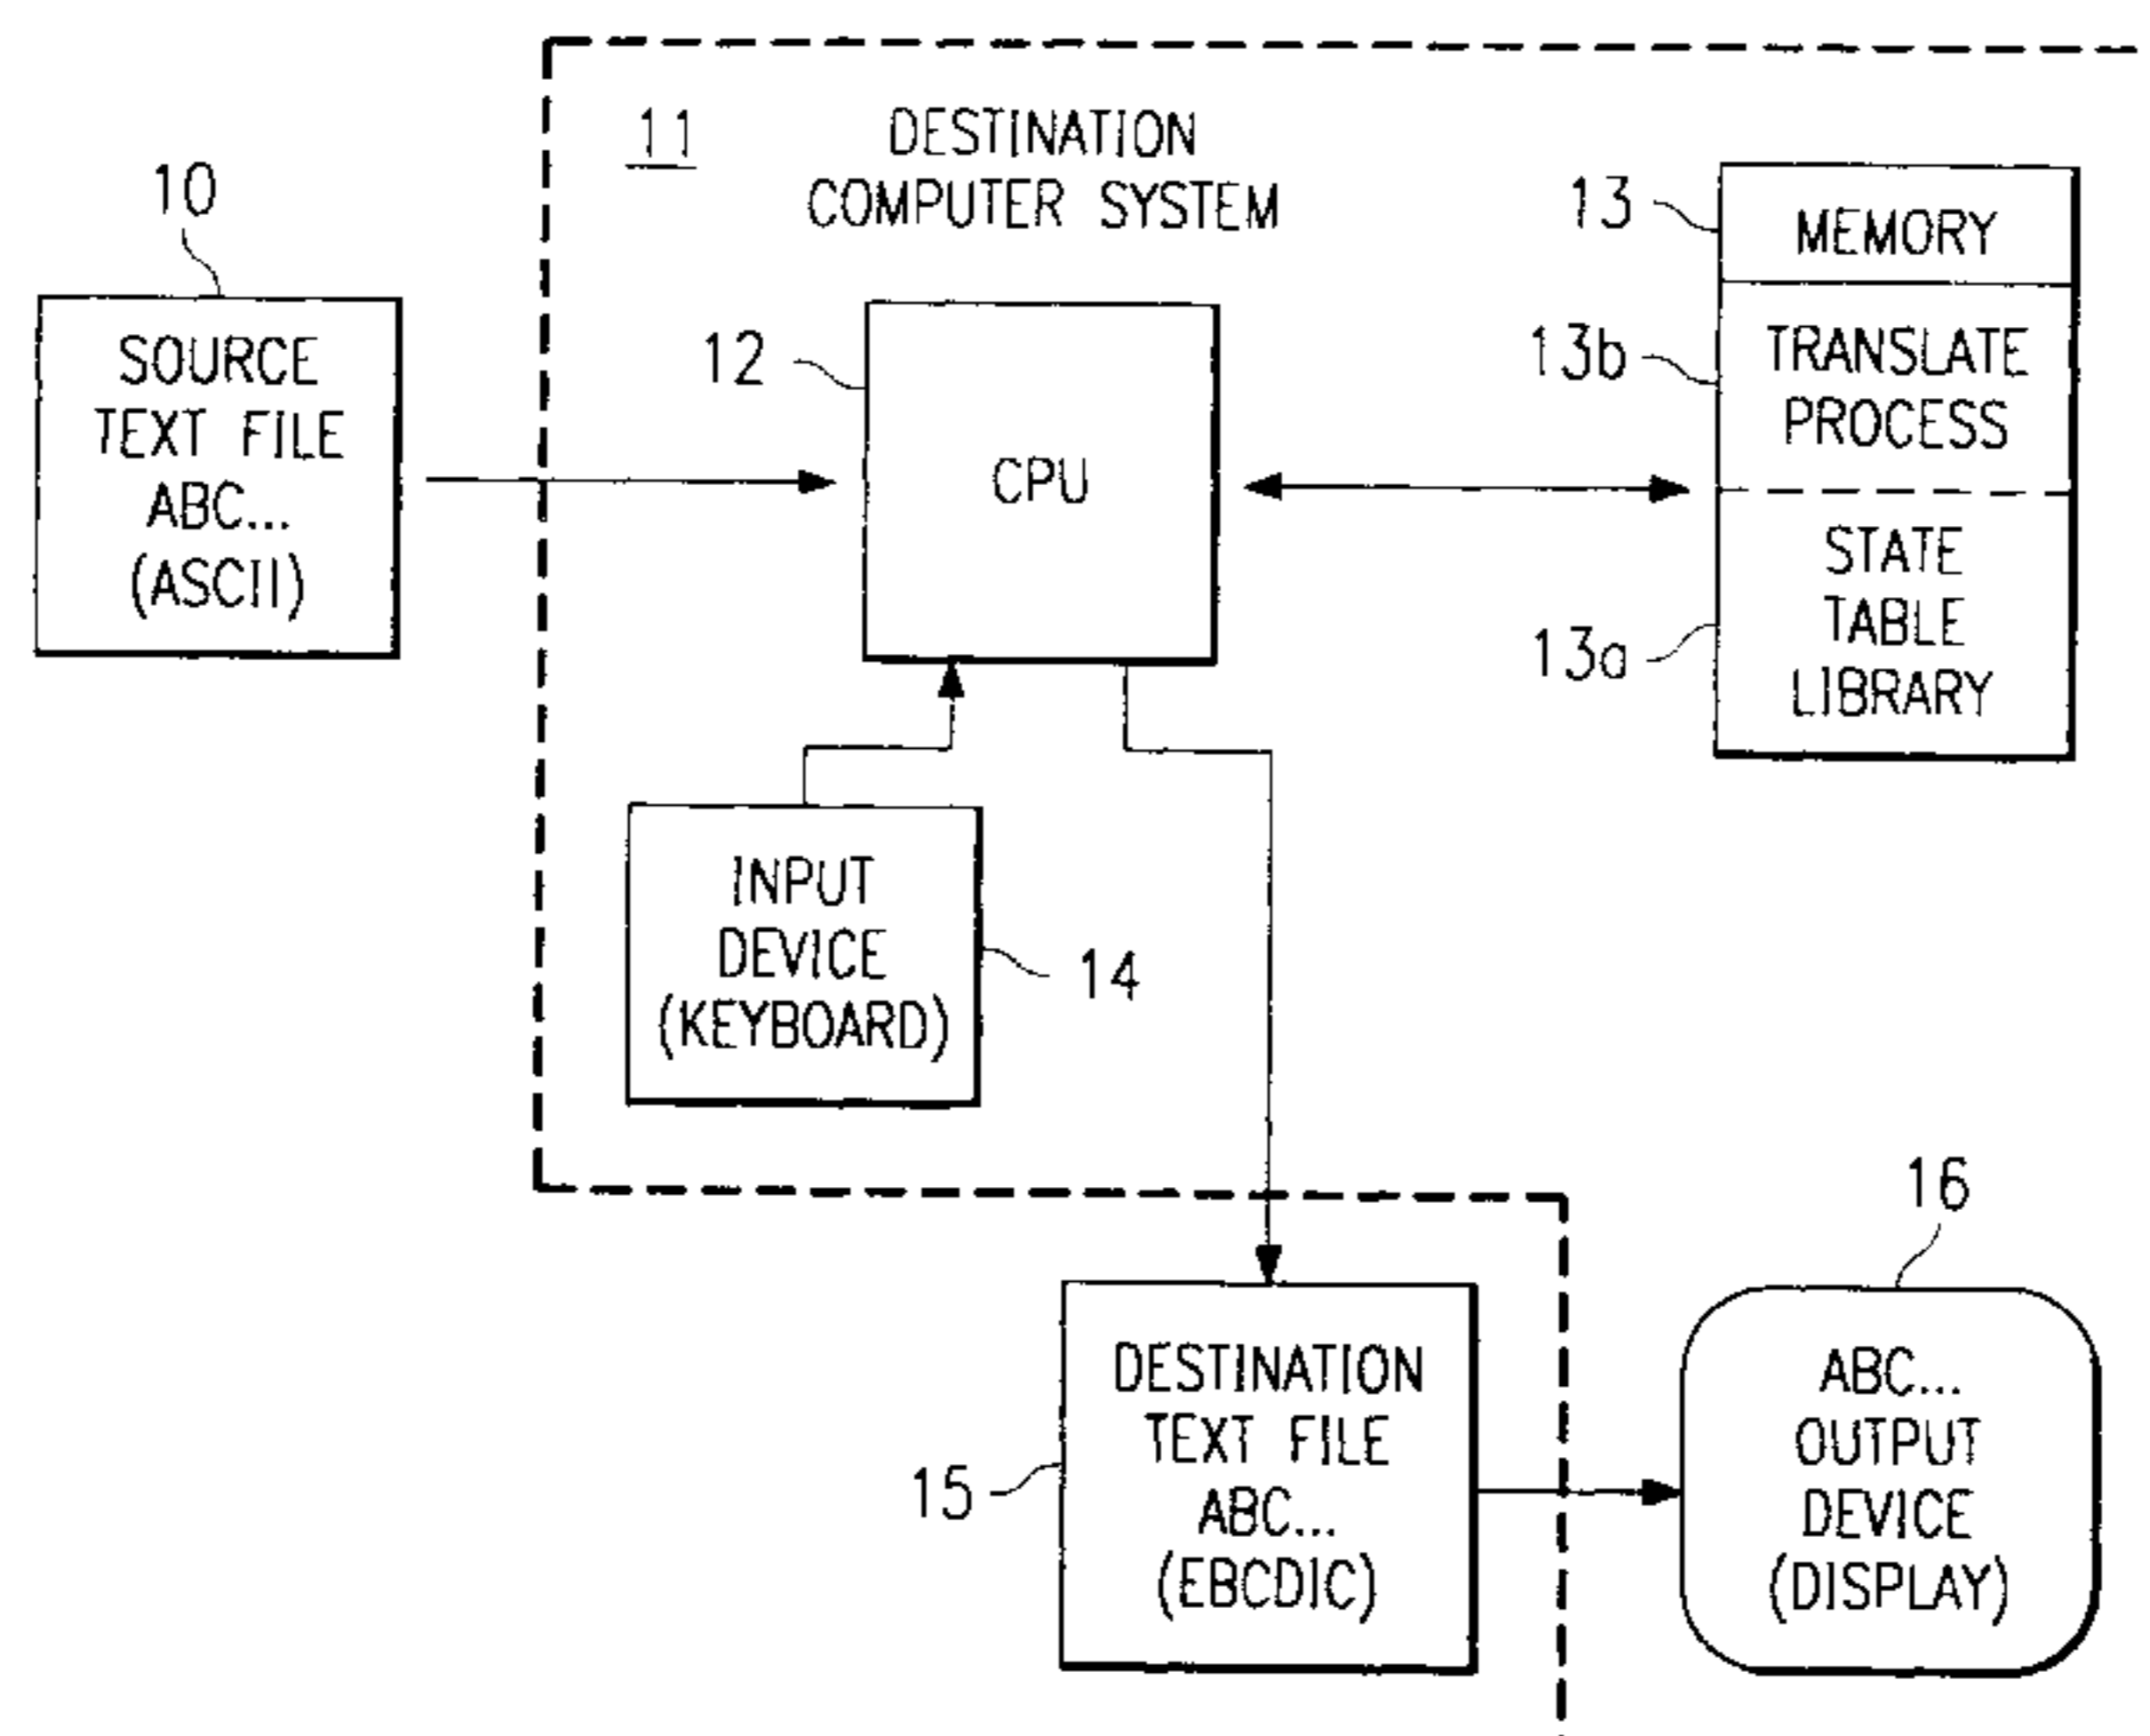 11
DESTINATION
COMPUTER SYSTEM
10
SOURCE
TEXT FILE
ABC...
(ASCII)
12
CPU
13
MEMORY
13b
TRANSLATE
PROCESS
13a
STATE
TABLE
LIBRARY
INPUT
DEVICE
(KEYBOARD)
14
15
DESTINATION
TEXT FILE
ABC...
(EBCDIC)
16
ABC...
OUTPUT
DEVICE
(DISPLAY)